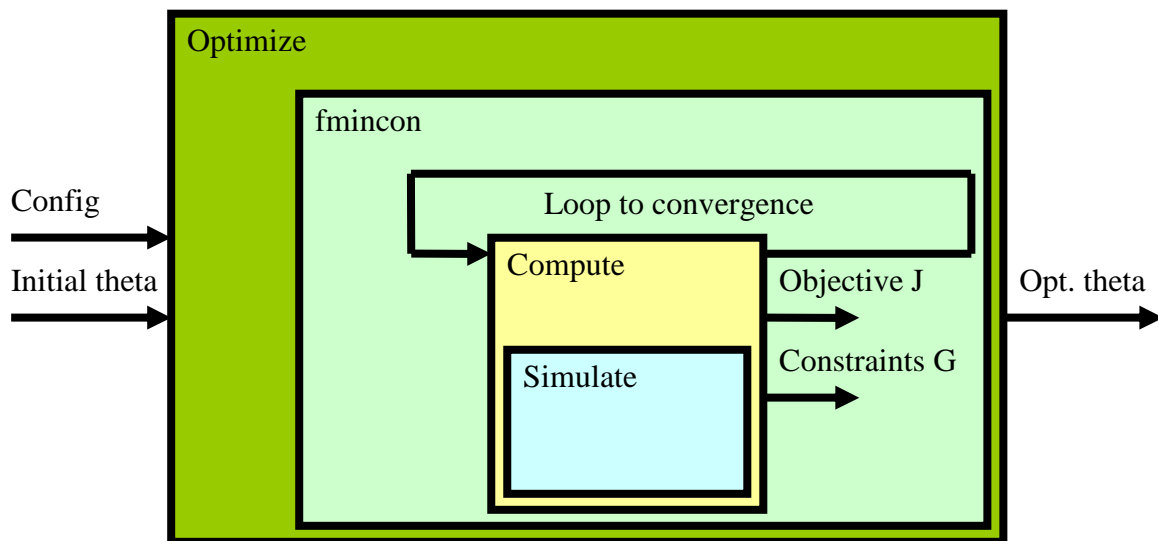 Optimize
fmincon
Config
Loop to convergence
Compute
Initial theta
Objective J
Opt. theta
Simulate
Constraints G